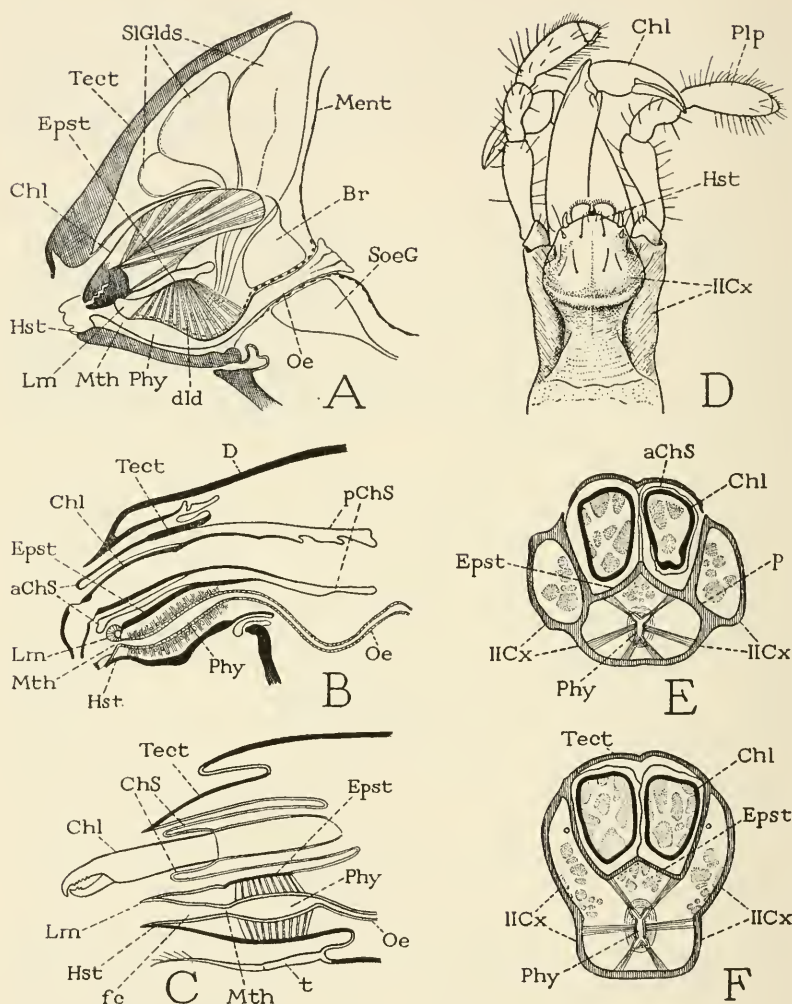 SlGlds
Tect
Epst
Chl
Ment
Br
SoeG
Hst
Lm
Mth
Phy
dld
Oe
A
Chl
Plp
Hst
IICx
D
D
Tect
Chl
pChS
Epst
aChS
Lm
Mth
Hst.
Phy
Oe
B
aChS
Chl
Epst
P
IICx
IICx
Phy
E
Tect
ChS
Epst
Chl
Phy
Lm
Oe
Hst
fc
C
Mth
t
Tect
Chl
Epst
IICx
IICx
Phy
F